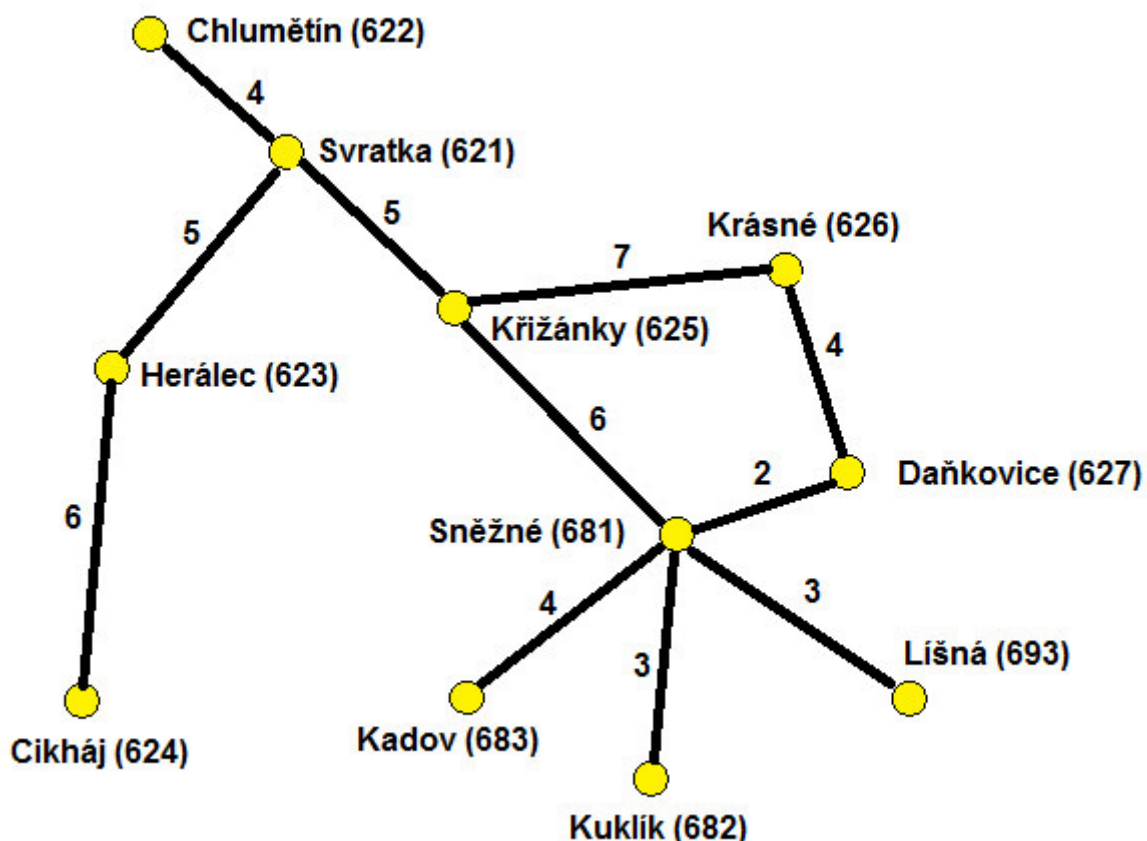 Chlumětín (622)
4
Svratka (621)
5
5
Krásné (626)
7
Křižánky (625)
4
Herálec (623)
6
2
Daňkovice (627)
6
Sněžné (681)
4
3
3
Líšná (693)
Kadov (683)
Cikháj (624)
Kuklík (682)